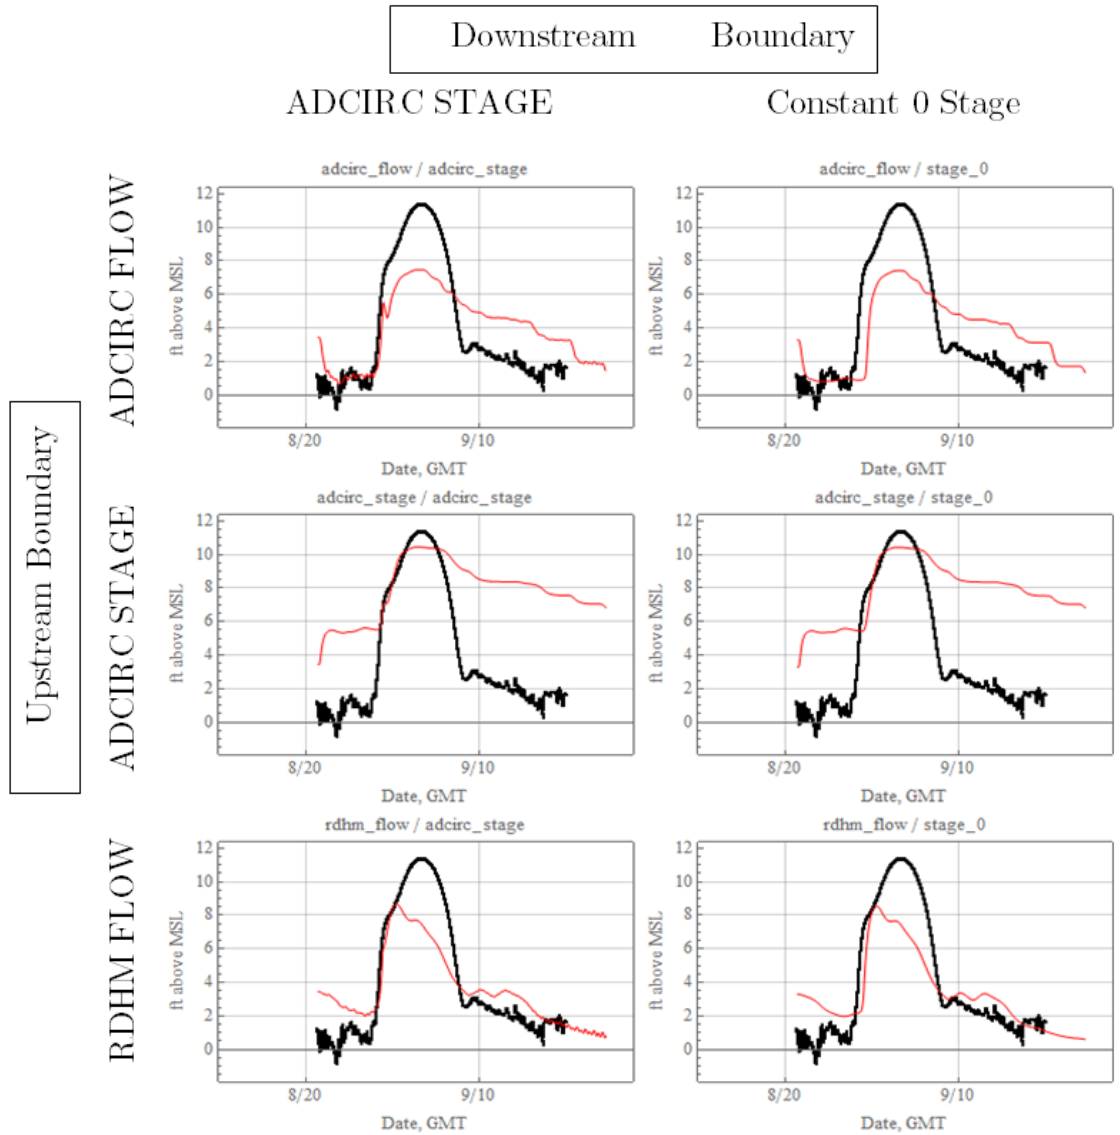 Downstream Boundary
ADCIRC STAGE
Constant 0 Stage
Upstream Boundary
ADCIRC FLOW
adcirc_flow / adcirc_stage
12
10
8
6
4
2
0
ft above MSL
8/20
9/10
Date, GMT
adcirc_flow / stage_0
12
10
8
6
4
2
0
ft above MSL
8/20
9/10
Date, GMT
ADCIRC STAGE
adcirc_stage / adcirc_stage
12
10
8
6
4
2
0
ft above MSL
8/20
9/10
Date, GMT
adcirc_stage / stage_0
12
10
8
6
4
2
0
ft above MSL
8/20
9/10
Date, GMT
RDHM FLOW
rdhm_flow / adcirc_stage
12
10
8
6
4
2
0
ft above MSL
8/20
9/10
Date, GMT
rdhm_flow / stage_0
12
10
8
6
4
2
0
ft above MSL
8/20
9/10
Date, GMT